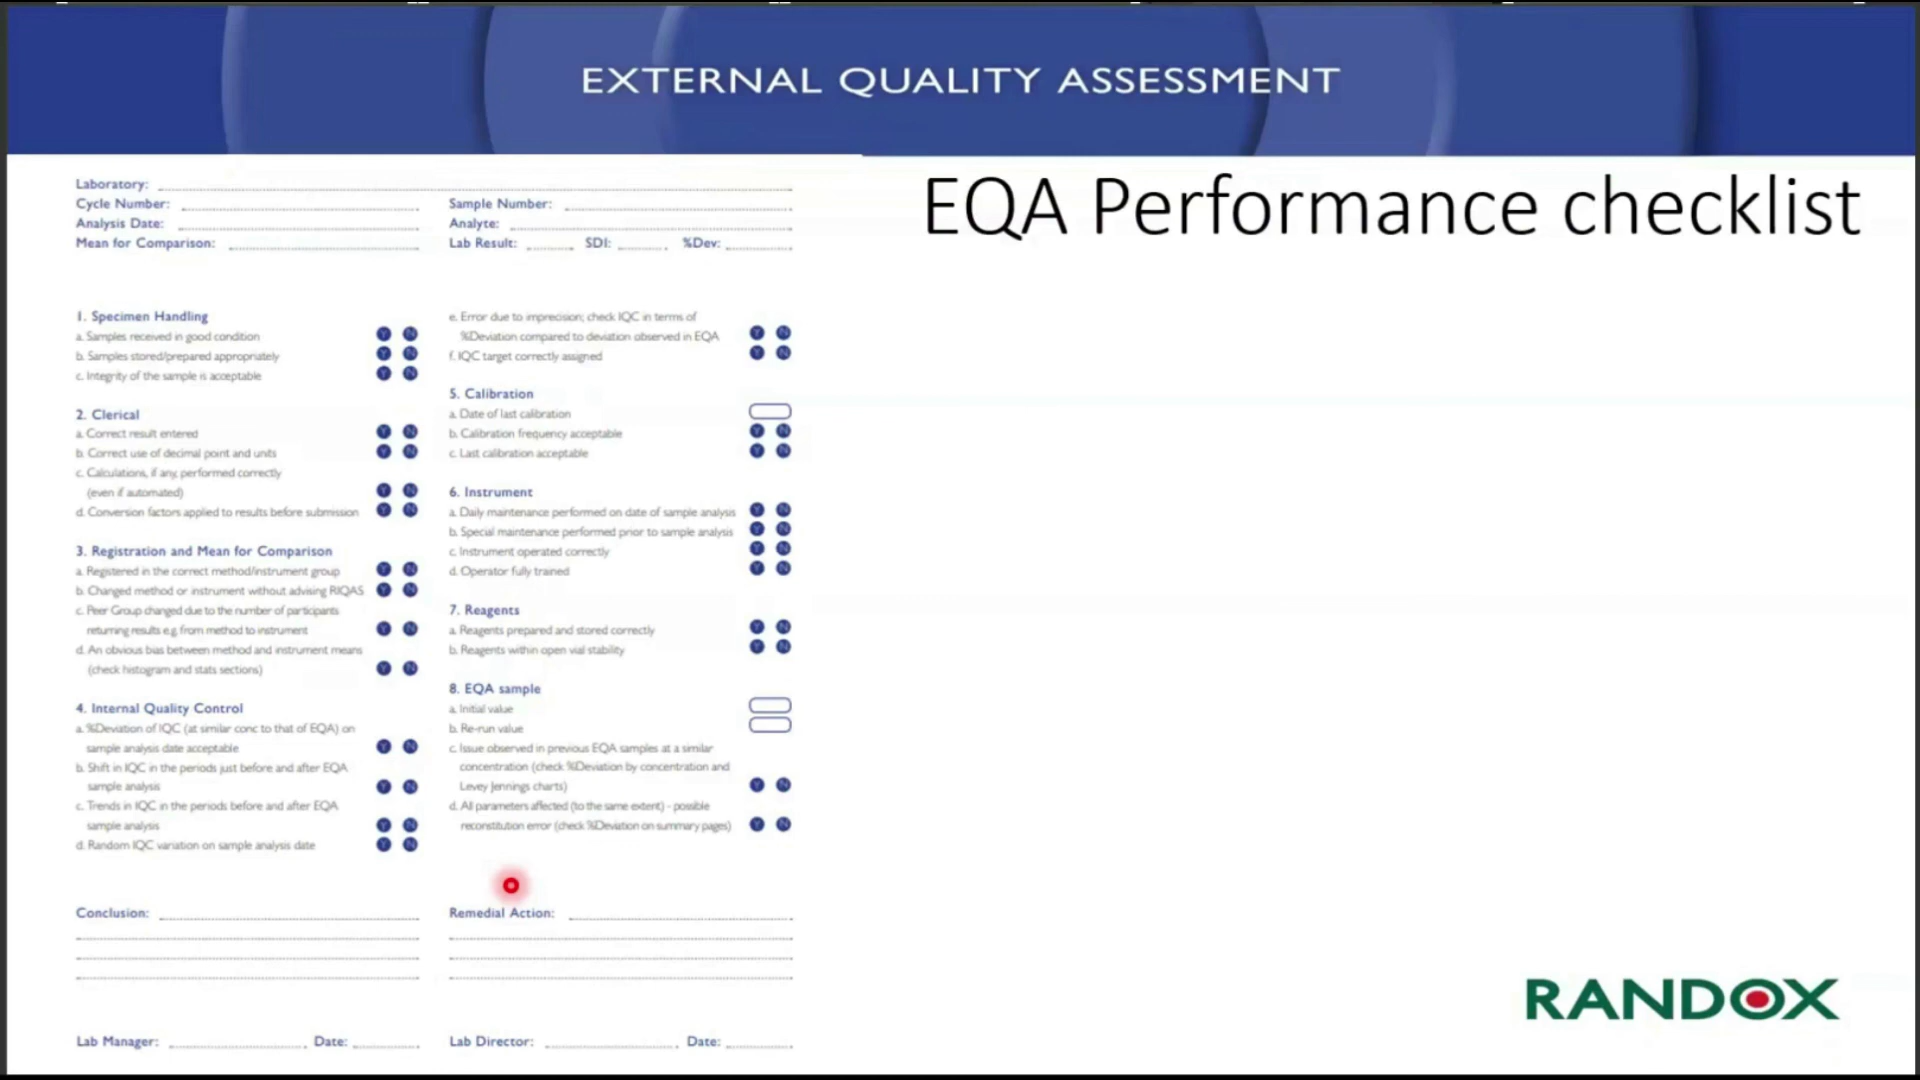 EXTERNAL QUALITY ASSESSMENT
EQA Performance checklist
Laboratory:
Cycle Number:
Sample Number:
Analysis Date:
Analyte:
Mean for Comparison:
Lab Result: SDI: %Dev:
1. Specimen Handling
a. Samples received in good condition Y N
b. Samples stored/prepared appropriately Y N
c. Integrity of the sample is acceptable Y N
2. Clerical
a. Correct result entered Y N
b. Correct use of decimal point and units Y N
c. Calculations, if any, performed correctly
(even if automated) Y N
d. Conversion factors applied to results before submission Y N
3. Registration and Mean for Comparison
a. Registered in the correct method/instrument group Y N
b. Changed method or instrument without advising RIQAS Y N
c. Peer Group changed due to the number of participants
returning results e.g. from method to instrument Y N
d. An obvious bias between method and instrument means
(check histogram and stats sections) Y N
4. Internal Quality Control
a. %Deviation of IQC (at similar conc to that of EQA) on
sample analysis date acceptable Y N
b. Shift in IQC in the periods just before and after EQA
sample analysis Y N
c. Trends in IQC in the periods before and after EQA
sample analysis Y N
d. Random IQC variation on sample analysis date Y N
e. Error due to imprecision; check IQC in terms of
%Deviation compared to deviation observed in EQA Y N
f. IQC target correctly assigned Y N
5. Calibration
a. Date of last calibration
b. Calibration frequency acceptable Y N
c. Last calibration acceptable Y N
6. Instrument
a. Daily maintenance performed on date of sample analysis Y N
b. Special maintenance performed prior to sample analysis Y N
c. Instrument operated correctly Y N
d. Operator fully trained Y N
7. Reagents
a. Reagents prepared and stored correctly Y N
b. Reagents within open vial stability Y N
8. EQA sample
a. Initial value
b. Re-run value
c. Issue observed in previous EQA samples at a similar
concentration (check %Deviation by concentration and
Levey Jennings charts) Y N
d. All parameters affected (to the same extent) - possible
reconstitution error (check %Deviation on summary pages) Y N
Conclusion:
Remedial Action:
Lab Manager: Date:
Lab Director: Date:
RANDOX